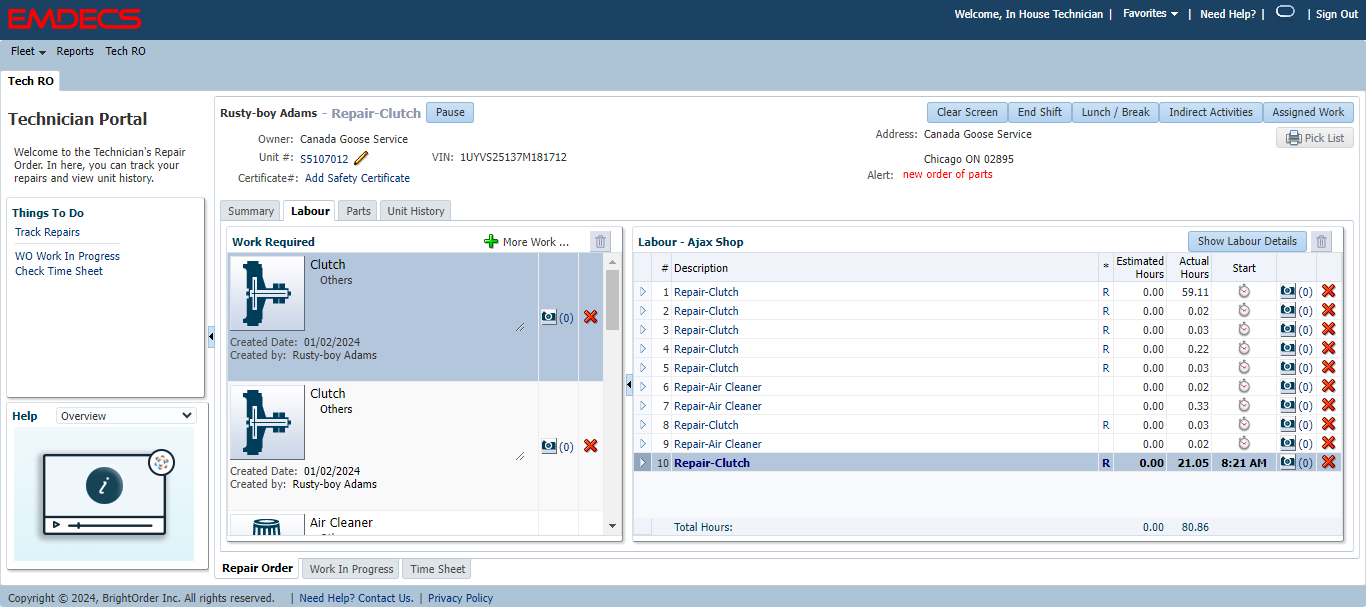 EMDECS
Welcome, In House Technician | Favorites | Need Help? | | Sign Out
Fleet Reports Tech RO
Tech RO
Technician Portal
Welcome to the Technician's Repair
Order. In here, you can track your
repairs and view unit history.
Things To Do
Track Repairs
WO Work In Progress
Check Time Sheet
Help Overview
i
Rusty-boy Adams - Repair-Clutch Pause
Clear Screen End Shift Lunch / Break Indirect Activities Assigned Work
Pick List
Owner: Canada Goose Service
Unit #: S5107012 VIN: 1UYVS25137M181712
Certificate#: Add Safety Certificate
Address: Canada Goose Service
Chicago ON 02895
Alert: new order of parts
Summary Labour Parts Unit History
Work Required More Work ...
Clutch
Others
(0)
Created Date: 01/02/2024
Created by: Rusty-boy Adams
Clutch
Others
(0)
Created Date: 01/02/2024
Created by: Rusty-boy Adams
Air Cleaner
Labour - Ajax Shop Show Labour Details
# Description * Estimated Hours Actual Hours Start
1 Repair-Clutch R 0.00 59.11 (0)
2 Repair-Clutch R 0.00 0.02 (0)
3 Repair-Clutch R 0.00 0.03 (0)
4 Repair-Clutch R 0.00 0.22 (0)
5 Repair-Clutch R 0.00 0.03 (0)
6 Repair-Air Cleaner 0.00 0.02 (0)
7 Repair-Air Cleaner 0.00 0.33 (0)
8 Repair-Clutch R 0.00 0.03 (0)
9 Repair-Air Cleaner 0.00 0.02 (0)
10 Repair-Clutch R 0.00 21.05 8:21 AM (0)
Total Hours: 0.00 80.86
Repair Order Work In Progress Time Sheet
Copyright © 2024, BrightOrder Inc. All rights reserved. | Need Help? Contact Us. | Privacy Policy